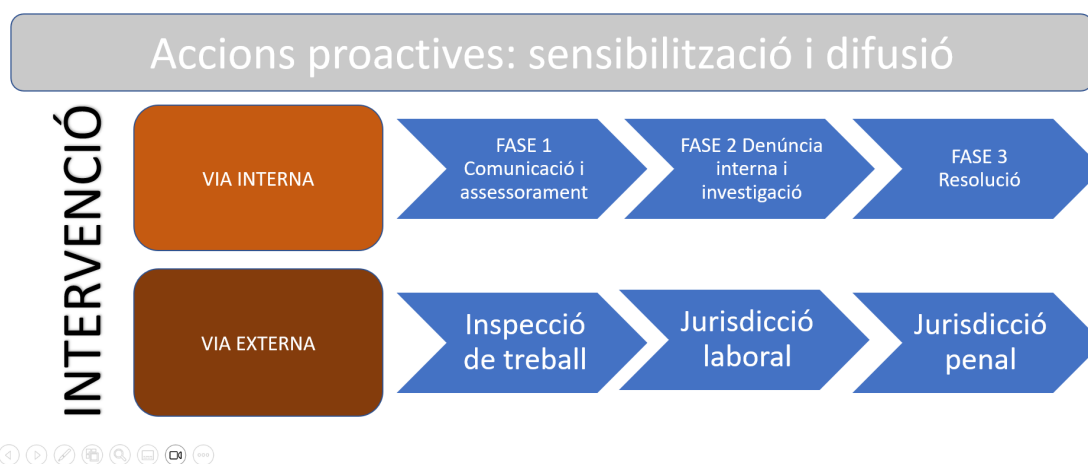 Accions proactives: sensibilització i difusió
INTERVENCIÓ
VIA INTERNA
FASE 1
Comunicació i
assessorament
FASE 2 Denúncia
interna i
investigació
FASE 3
Resolució
VIA EXTERNA
Inspecció
de treball
Jurisdicció
laboral
Jurisdicció
penal